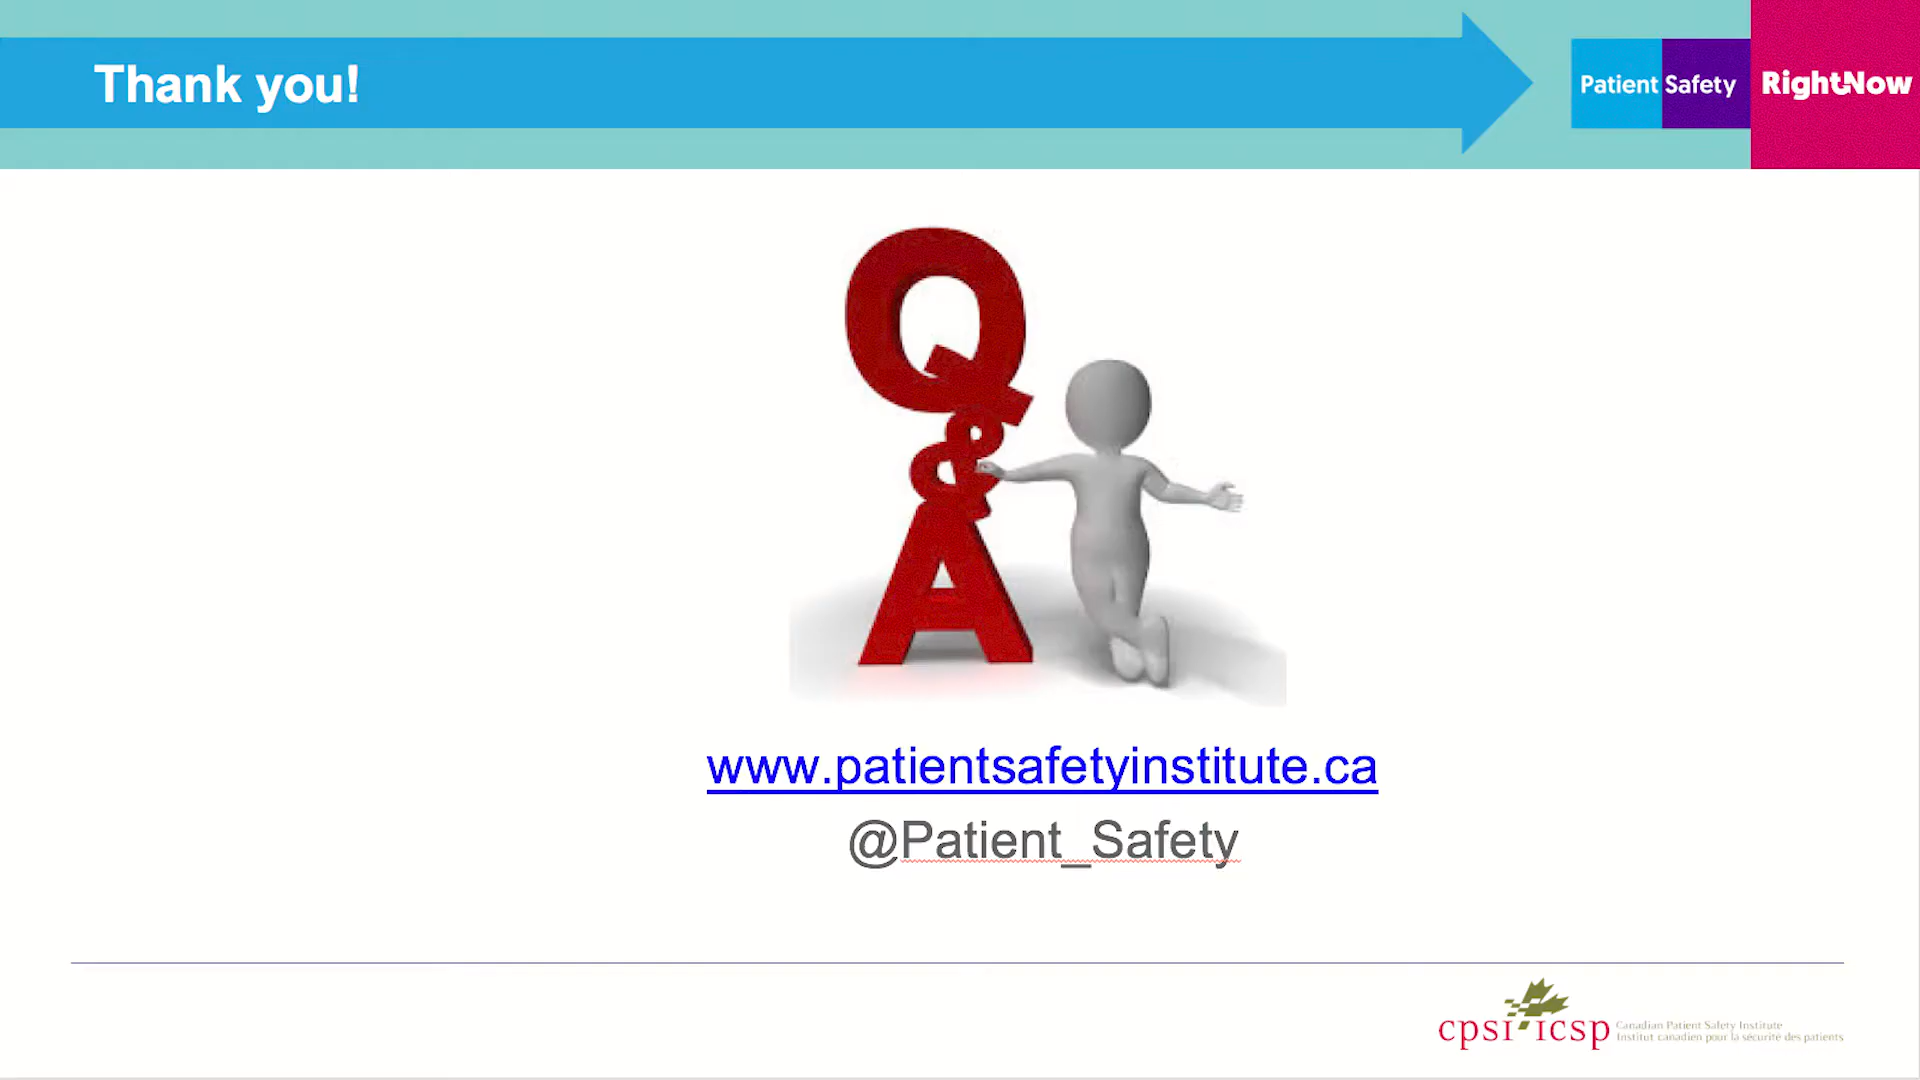 Thank you!
Patient Safety RightNow
Q
&
A
www.patientsafetyinstitute.ca
@Patient_Safety
cpsi icsp
Canadian Patient Safety Institute
Institut canadien pour la sécurité des patients